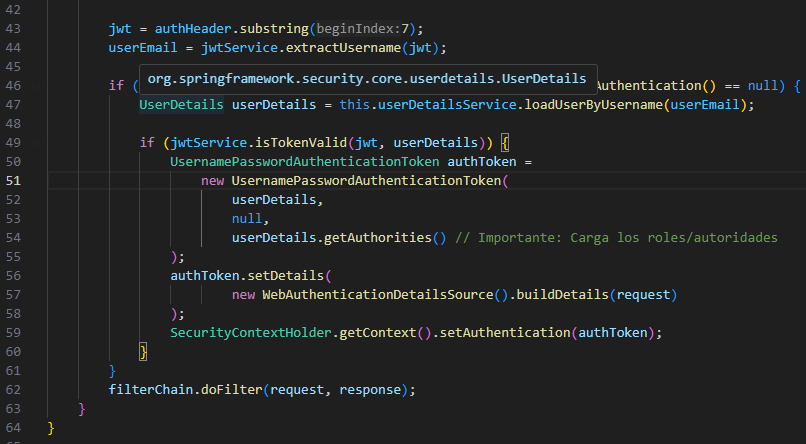 42
43 jwt = authHeader.substring(beginIndex:7);
44 userEmail = jwtService.extractUsername(jwt);
45
org.springframework.security.core.userdetails.UserDetails
46 if ( Authentication() == null) {
47 UserDetails userDetails = this.userDetailsService.loadUserByUsername(userEmail);
48
49 if (jwtService.isTokenValid(jwt, userDetails)) {
50 UsernamePasswordAuthenticationToken authToken =
51 new UsernamePasswordAuthenticationToken(
52 userDetails,
53 null,
54 userDetails.getAuthorities() // Importante: Carga los roles/autoridades
55 );
56 authToken.setDetails(
57 new WebAuthenticationDetailsSource().buildDetails(request)
58 );
59 SecurityContextHolder.getContext().setAuthentication(authToken);
60 }
61 }
62 filterChain.doFilter(request, response);
63 }
64 }